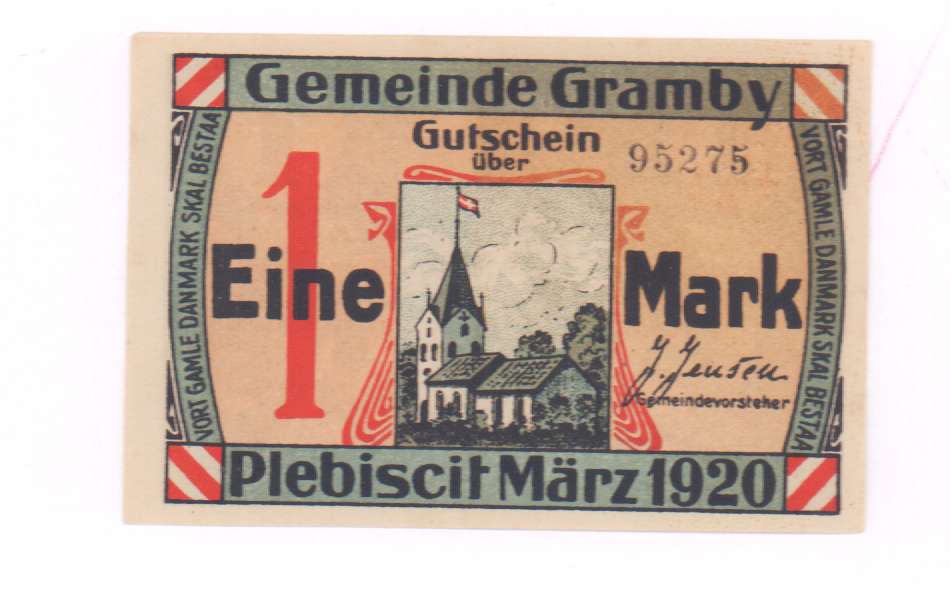 Gemeinde Gramby
Gutschein
über
95275
VORT GAMLE DANMARK SKAL BESTAA
VORT GAMLE DANMARK SKAL BESTAA
1
Eine Mark
J. Jensen
Gemeindevorsteher
Plebiscit März 1920